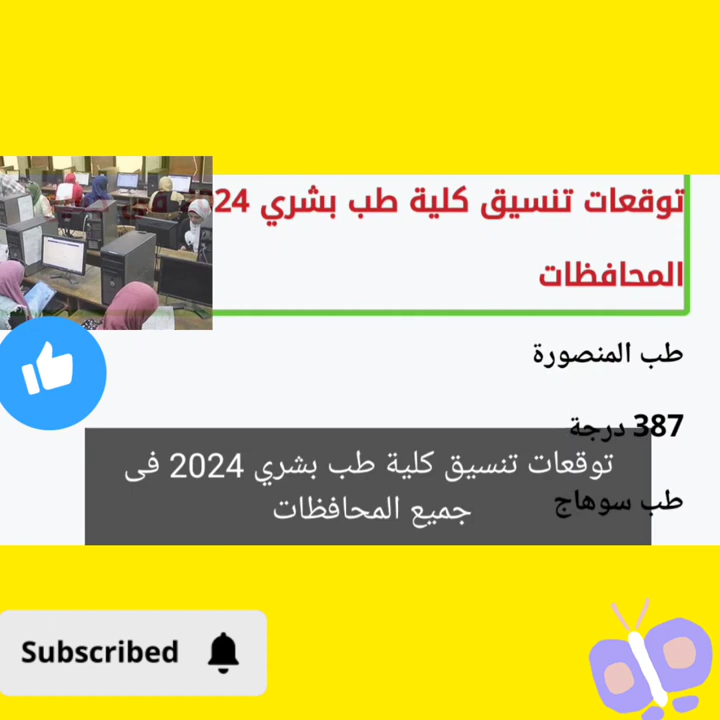 توقعات تنسيق كلية طب بشري 24
المحافظات
طب المنصورة
387 درجة
توقعات تنسيق كلية طب بشري 2024 فى
جميع المحافظات
طب سوهاج
Subscribed